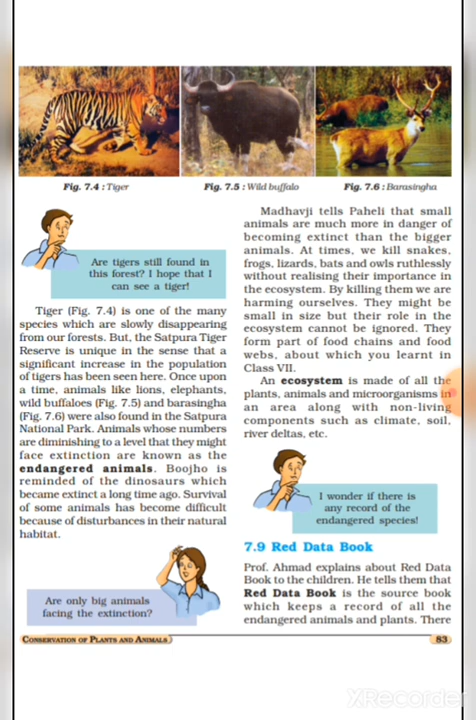 Fig. 7.4 : Tiger
Fig. 7.5 : Wild buffalo
Fig. 7.6 : Barasingha
Are tigers still found in
this forest? I hope that I
can see a tiger!
Tiger (Fig. 7.4) is one of the many
species which are slowly disappearing
from our forests. But, the Satpura Tiger
Reserve is unique in the sense that a
significant increase in the population
of tigers has been seen here. Once upon
a time, animals like lions, elephants,
wild buffaloes (Fig. 7.5) and barasingha
(Fig. 7.6) were also found in the Satpura
National Park. Animals whose numbers
are diminishing to a level that they might
face extinction are known as the
endangered animals. Boojho is
reminded of the dinosaurs which
became extinct a long time ago. Survival
of some animals has become difficult
because of disturbances in their natural
habitat.
Are only big animals
facing the extinction?
Madhavji tells Paheli that small
animals are much more in danger of
becoming extinct than the bigger
animals. At times, we kill snakes,
frogs, lizards, bats and owls ruthlessly
without realising their importance in
the ecosystem. By killing them we are
harming ourselves. They might be
small in size but their role in the
ecosystem cannot be ignored. They
form part of food chains and food
webs, about which you learnt in
Class VII.
An ecosystem is made of all the
plants, animals and microorganisms in
an area along with non-living
components such as climate, soil,
river deltas, etc.
I wonder if there is
any record of the
endangered species!
7.9 Red Data Book
Prof. Ahmad explains about Red Data
Book to the children. He tells them that
Red Data Book is the source book
which keeps a record of all the
endangered animals and plants. There
CONSERVATION OF PLANTS AND ANIMALS
83
XRecorder